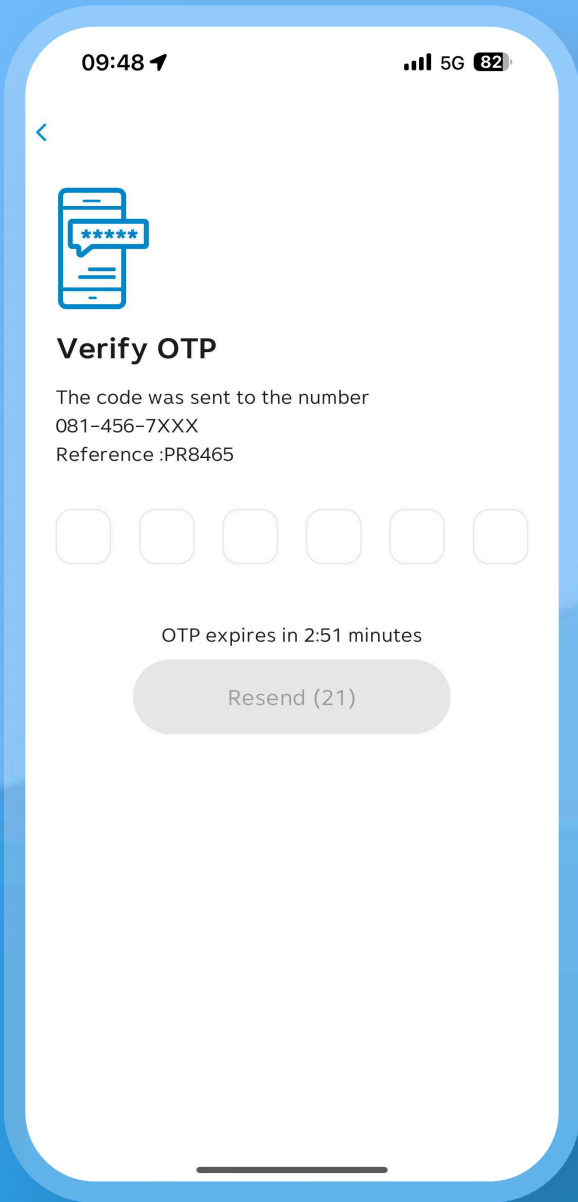 09:48
5G 82
*****
Verify OTP
The code was sent to the number
081-456-7XXX
Reference :PR8465
OTP expires in 2:51 minutes
Resend (21)